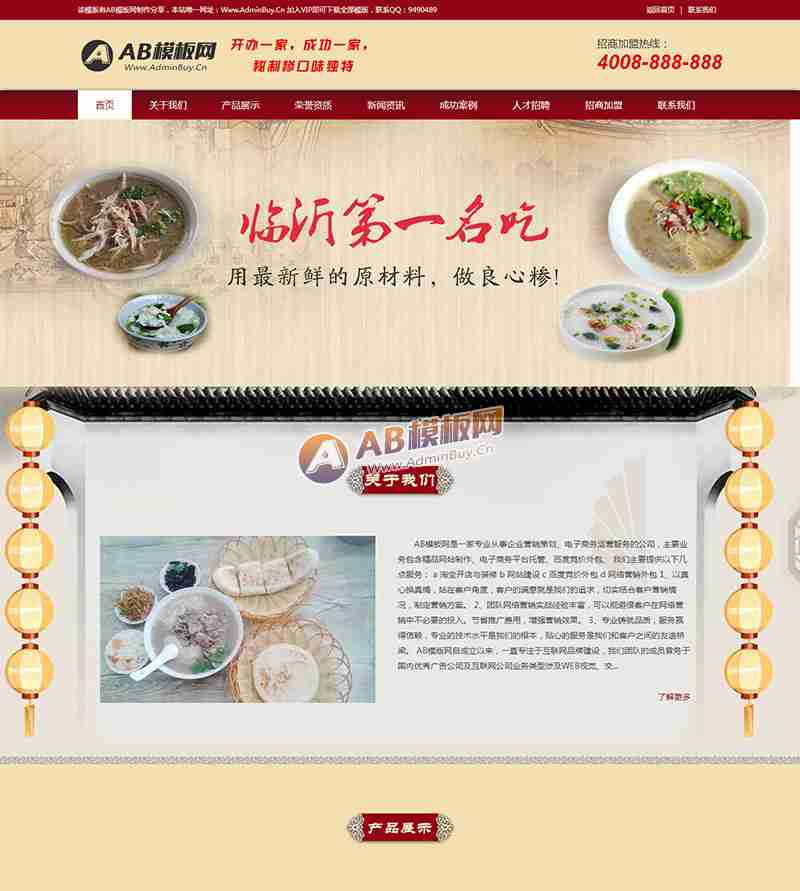 该模板有AB模板网制作分享，本站唯一网址：Www.AdminBuy.Cn 加入VIP即可下载全部模板，联系QQ：9490489
返回首页 | 联系我们
AB模板网
Www.AdminBuy.Cn
开办一家，成功一家，
秘制糁口味独特
招商加盟热线：
4008-888-888
首页 关于我们 产品展示 荣誉资质 新闻资讯 成功案例 人才招聘 招商加盟 联系我们
临沂第一名吃
用最新鲜的原材料，做良心糁!
AB模板网
Www.AdminBuy.Cn
关于我们
AB模板网是一家专业从事企业营销策划、电子商务运营服务的公司，主要业
务包含精品网站制作、电子商务平台托管、百度竞价外包。 我们主要提供以下几
点服务： a 淘宝开店与装修 b 网站建设 c 百度竞价外包 d 网络营销外包 1、以真
心换真情，站在客户角度，客户的满意就是我们的追求，切实结合客户营销情
况，制定营销方案。 2、团队网络营销实战经验丰富，可以规避很客户在网络营
销中不必要的投入。节省推广费用，增强营销效果。 3、专业铸就品质，服务赢
得信赖，专业的技术水平是我们的根本，贴心的服务是我们和客户之间的友谊桥
梁。 AB模板网自成立以来，一直专注于互联网品牌建设，我们团队的成员曾务于
国内优秀广告公司及互联网公司业务类型涉及WEB视觉、交...
了解更多
产品展示